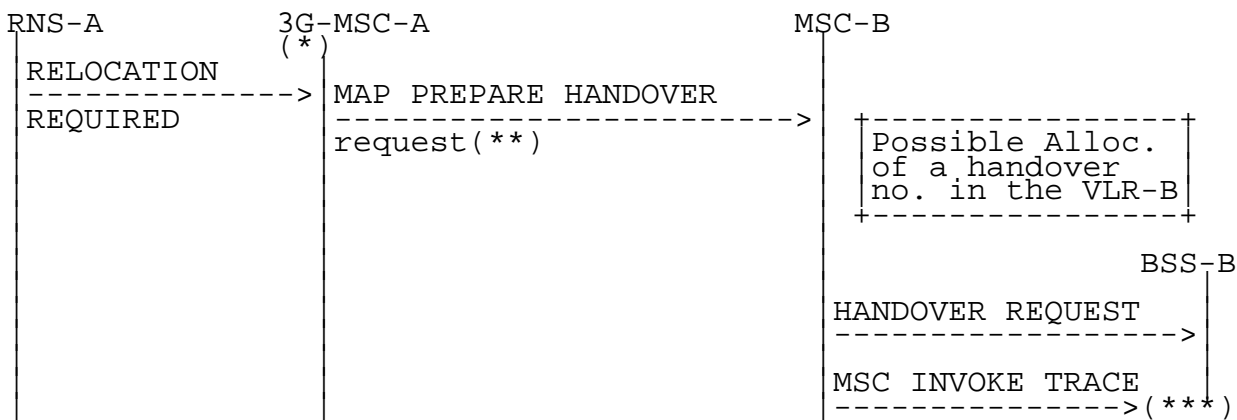 RNS-A 3G-MSC-A MSC-B
(*)
RELOCATION
-------------> MAP PREPARE HANDOVER
REQUIRED ----------------------->
request(**)
+----------------+
Possible Alloc.
of a handover
no. in the VLR-B
+----------------+
BSS-B
HANDOVER REQUEST
----------------->
MSC INVOKE TRACE
-------------->(***)